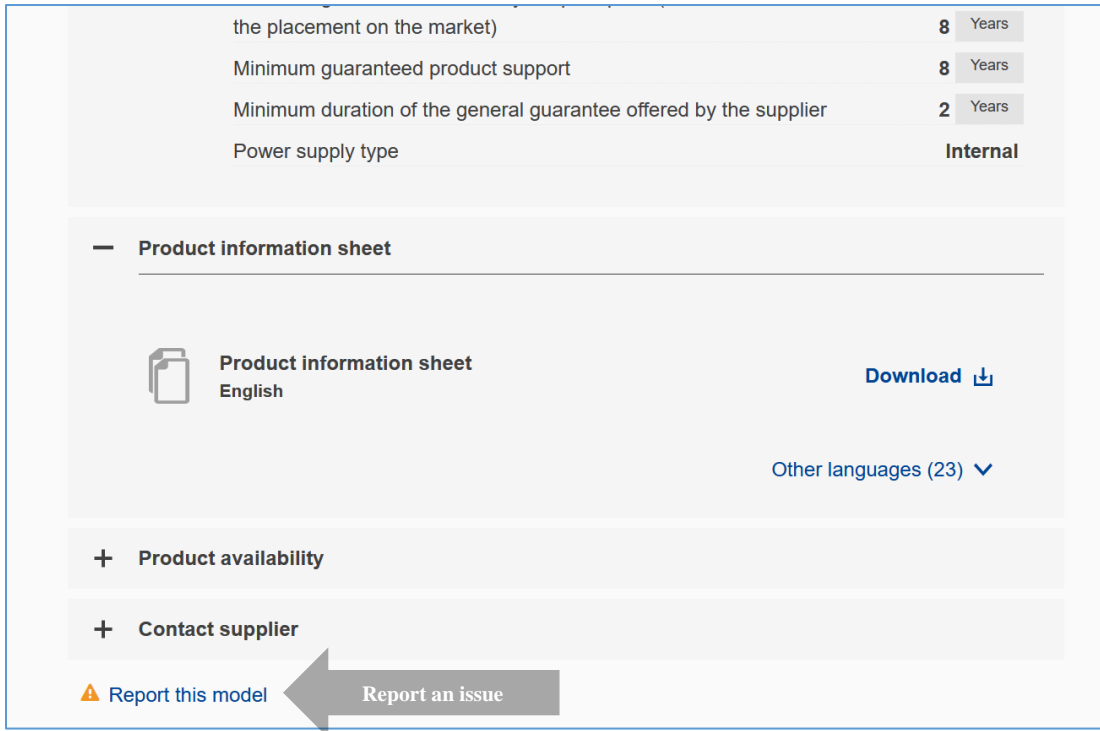 the placement on the market) 8 Years
Minimum guaranteed product support 8 Years
Minimum duration of the general guarantee offered by the supplier 2 Years
Power supply type Internal
Product information sheet
Product information sheet
English
Download
Other languages (23)
Product availability
Contact supplier
Report this model
Report an issue